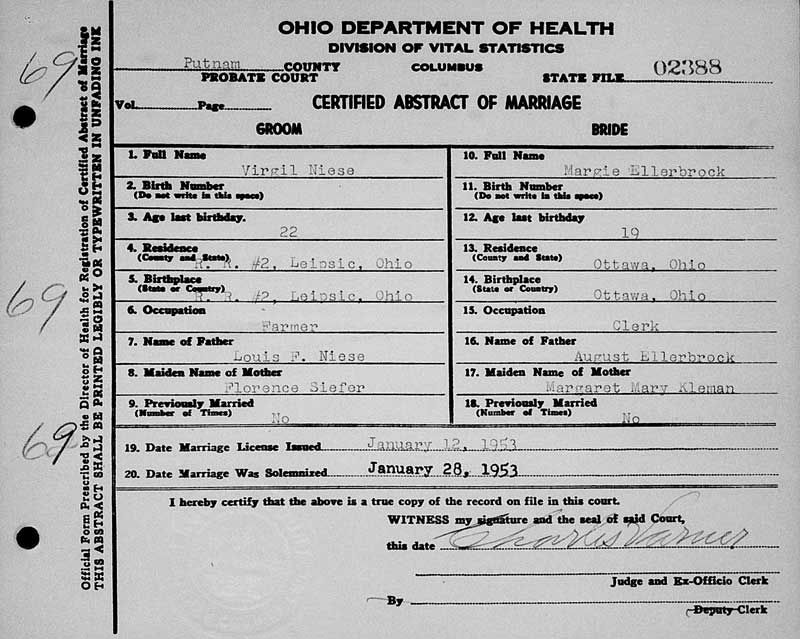 OHIO DEPARTMENT OF HEALTH
DIVISION OF VITAL STATISTICS
Putnam COUNTY COLUMBUS
PROBATE COURT STATE FILE 02388
Vol. Page CERTIFIED ABSTRACT OF MARRIAGE
GROOM BRIDE
1. Full Name 10. Full Name
Virgil Niese Margie Ellerbrock
2. Birth Number 11. Birth Number
(Do not write in this space) (Do not write in this space)
3. Age last birthday. 12. Age last birthday
22 19
4. Residence 13. Residence
(County and State) R. R. #2, Leipsic, Ohio (County and State) Ottawa, Ohio
5. Birthplace 14. Birthplace
(State or Country) R. R. #2, Leipsic, Ohio (State or Country) Ottawa, Ohio
6. Occupation 15. Occupation
Farmer Clerk
7. Name of Father 16. Name of Father
Louis F. Niese August Ellerbrock
8. Maiden Name of Mother 17. Maiden Name of Mother
Florence Siefer Margaret Mary Kleman
9. Previously Married 18. Previously Married
(Number of Times) No (Number of Times) No
19. Date Marriage License Issued January 12, 1953
20. Date Marriage Was Solemnized January 28, 1953
I hereby certify that the above is a true copy of the record on file in this court.
WITNESS my signature and the seal of said Court,
this date Charles Warner
Judge and Ex-Officio Clerk
By
Deputy Clerk
Official Form Prescribed by the Director of Health for Registration of Certified Abstract of Marriage
THIS ABSTRACT SHALL BE PRINTED LEGIBLY OR TYPEWRITTEN IN UNFADING INK
69
69
69